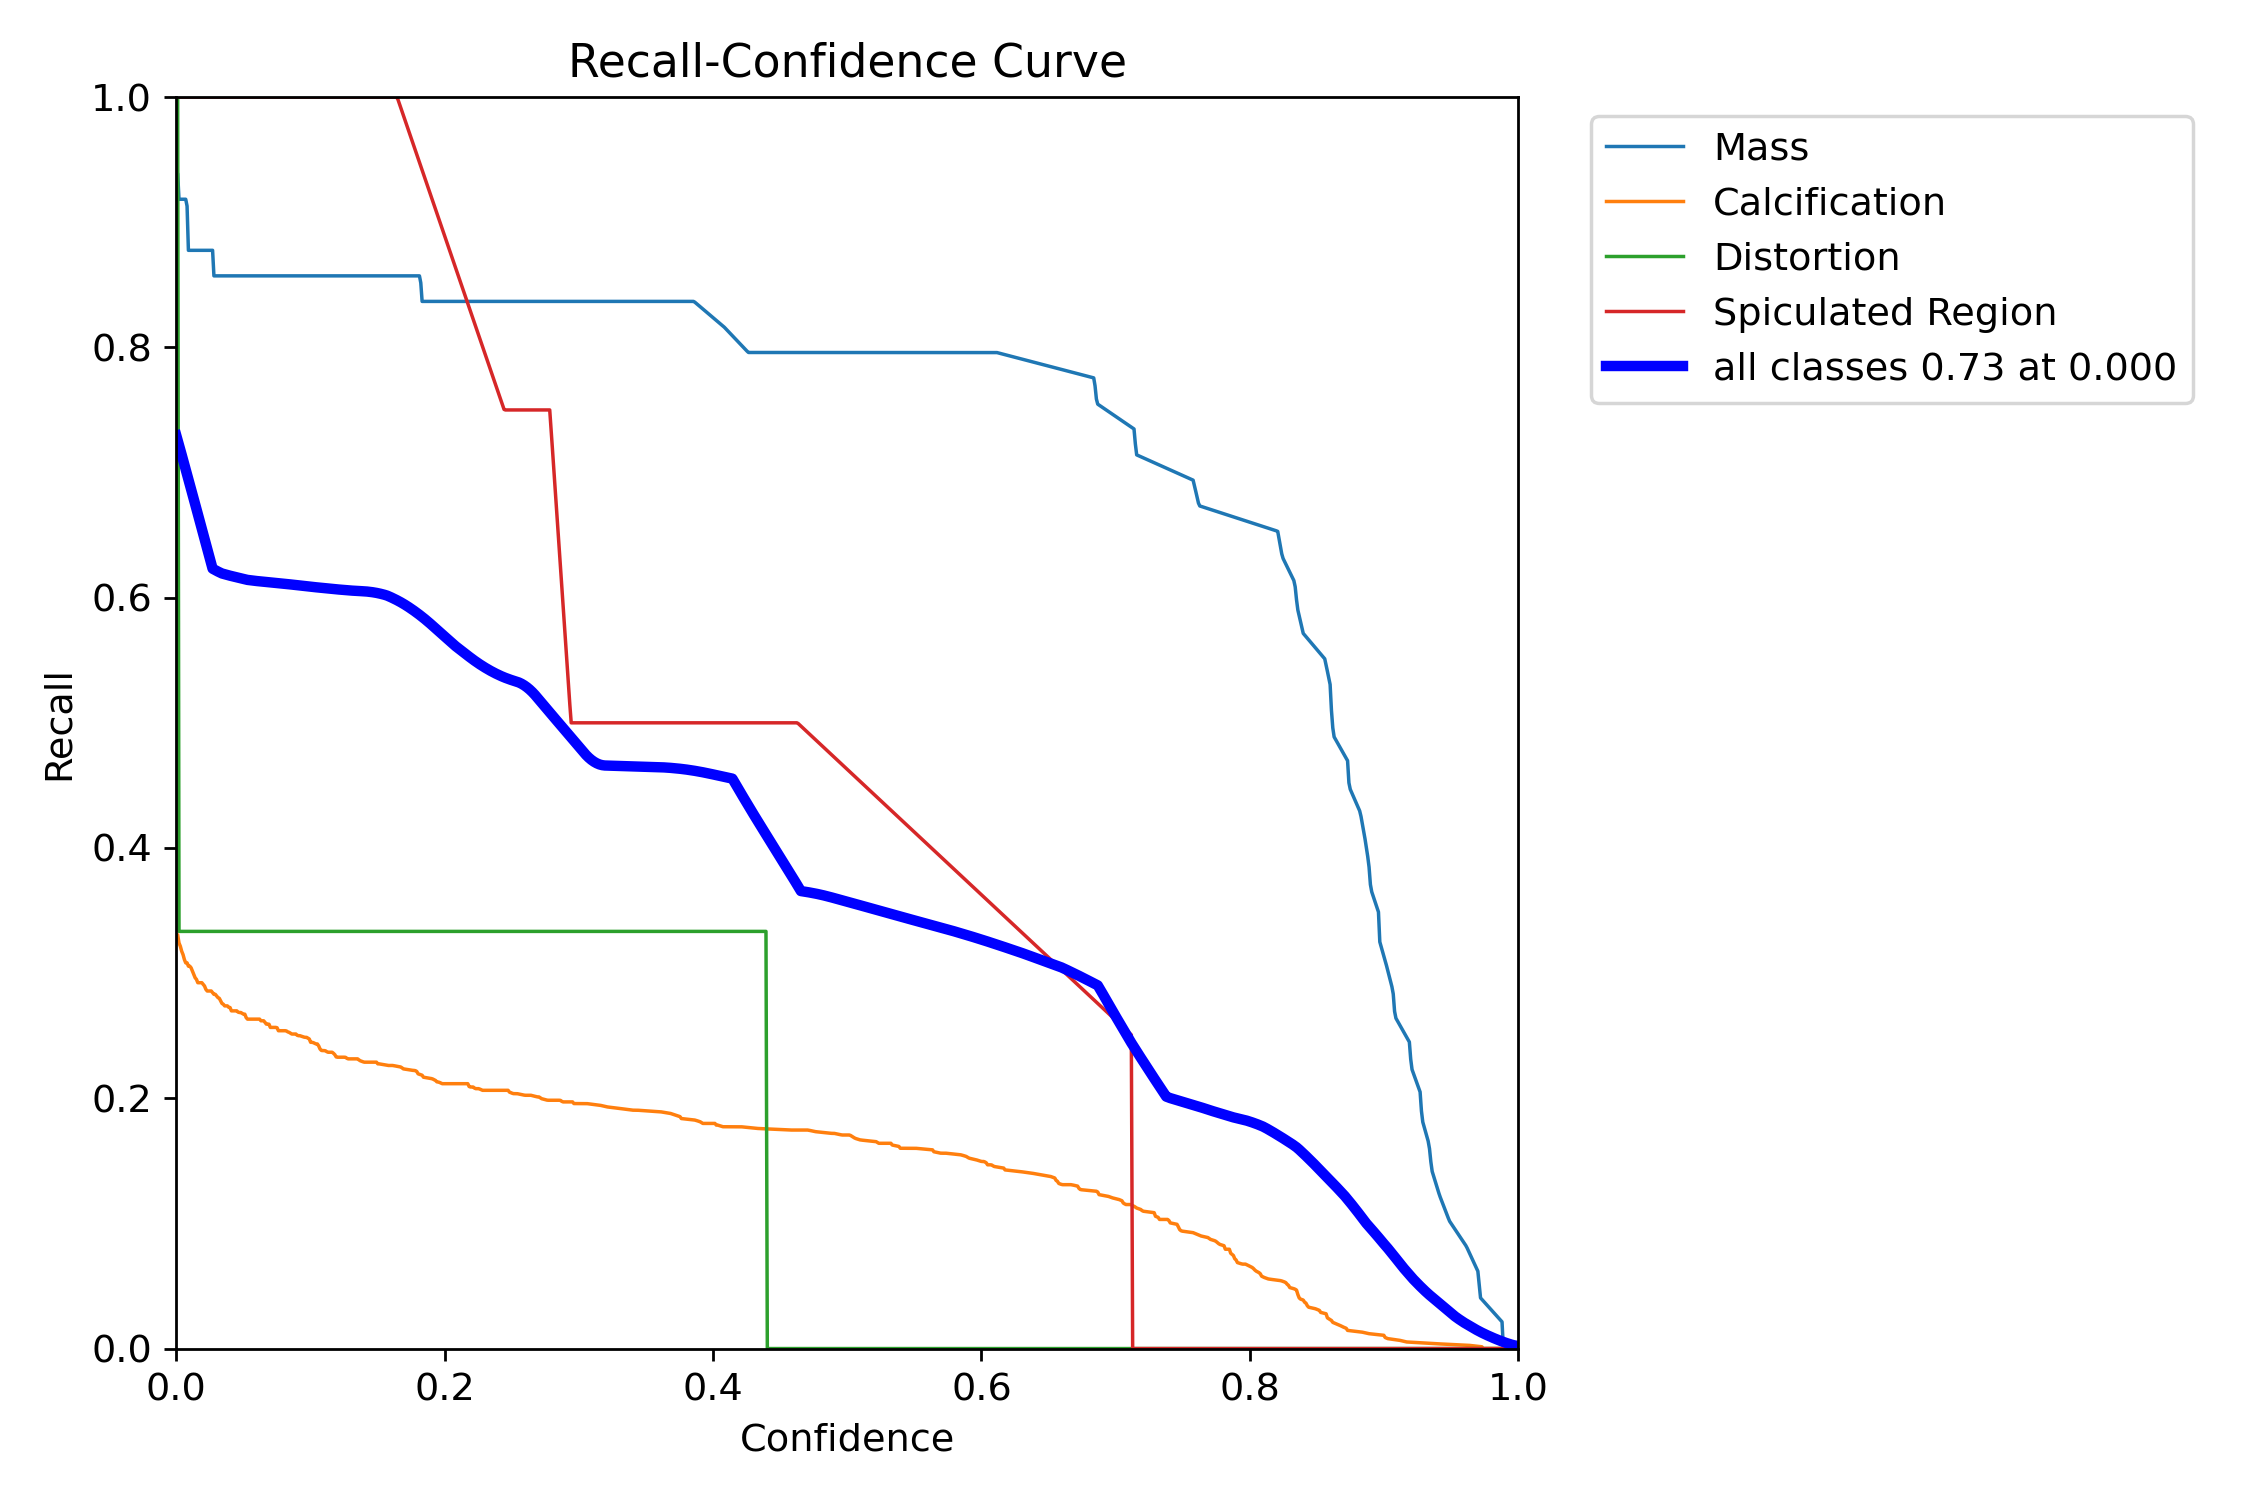 Recall-Confidence Curve
1.0
0.8
0.6
0.4
0.2
0.0
Recall
0.0 0.2 0.4 0.6 0.8 1.0
Confidence
Mass
Calcification
Distortion
Spiculated Region
all classes 0.73 at 0.000